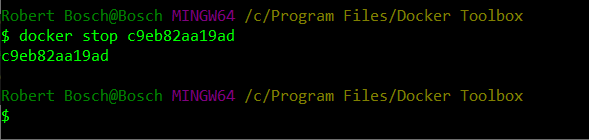 Robert Bosch@Bosch MINGW64 /c/Program Files/Docker Toolbox
$ docker stop c9eb82aa19ad
c9eb82aa19ad
Robert Bosch@Bosch MINGW64 /c/Program Files/Docker Toolbox
$